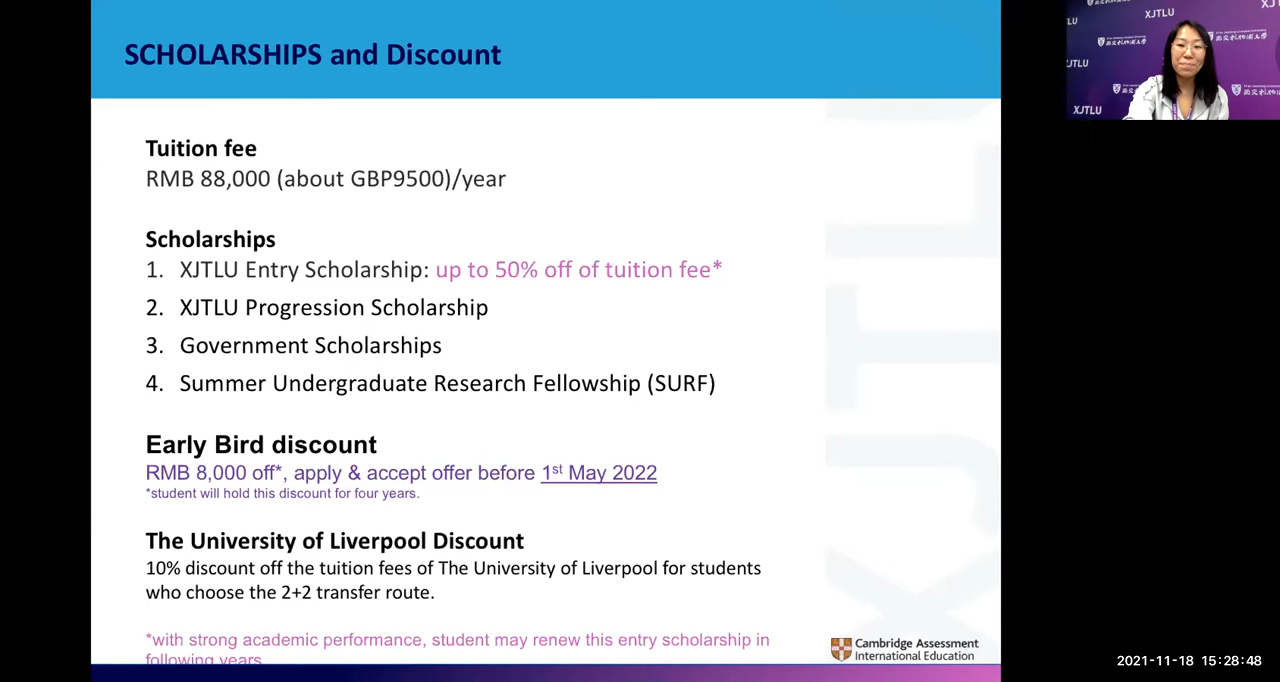 SCHOLARSHIPS and Discount
Tuition fee
RMB 88,000 (about GBP9500)/year
Scholarships
1. XJTLU Entry Scholarship: up to 50% off of tuition fee*
2. XJTLU Progression Scholarship
3. Government Scholarships
4. Summer Undergraduate Research Fellowship (SURF)
Early Bird discount
RMB 8,000 off*, apply & accept offer before 1st May 2022
*student will hold this discount for four years.
The University of Liverpool Discount
10% discount off the tuition fees of The University of Liverpool for students
who choose the 2+2 transfer route.
*with strong academic performance, student may renew this entry scholarship in
following years
Cambridge Assessment
International Education
XJTLU
XJTLU
XJTLU
2021-11-18 15:28:48